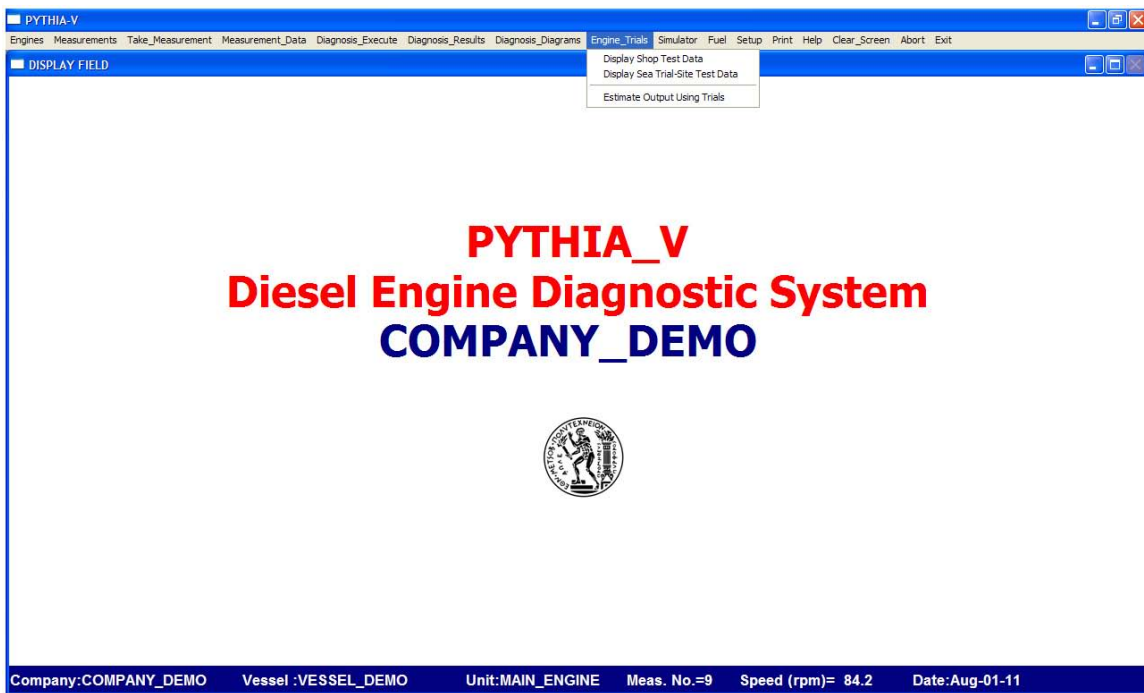 PYTHIA-V
Engines Measurements Take_Measurement Measurement_Data Diagnosis_Execute Diagnosis_Results Diagnosis_Diagrams Engine_Trials Simulator Fuel Setup Print Help Clear_Screen Abort Exit
DISPLAY FIELD
Display Shop Test Data
Display Sea Trial-Site Test Data
Estimate Output Using Trials
PYTHIA_V
Diesel Engine Diagnostic System
COMPANY_DEMO
Company:COMPANY_DEMO Vessel :VESSEL_DEMO Unit:MAIN_ENGINE Meas. No.=9 Speed (rpm)= 84.2 Date:Aug-01-11